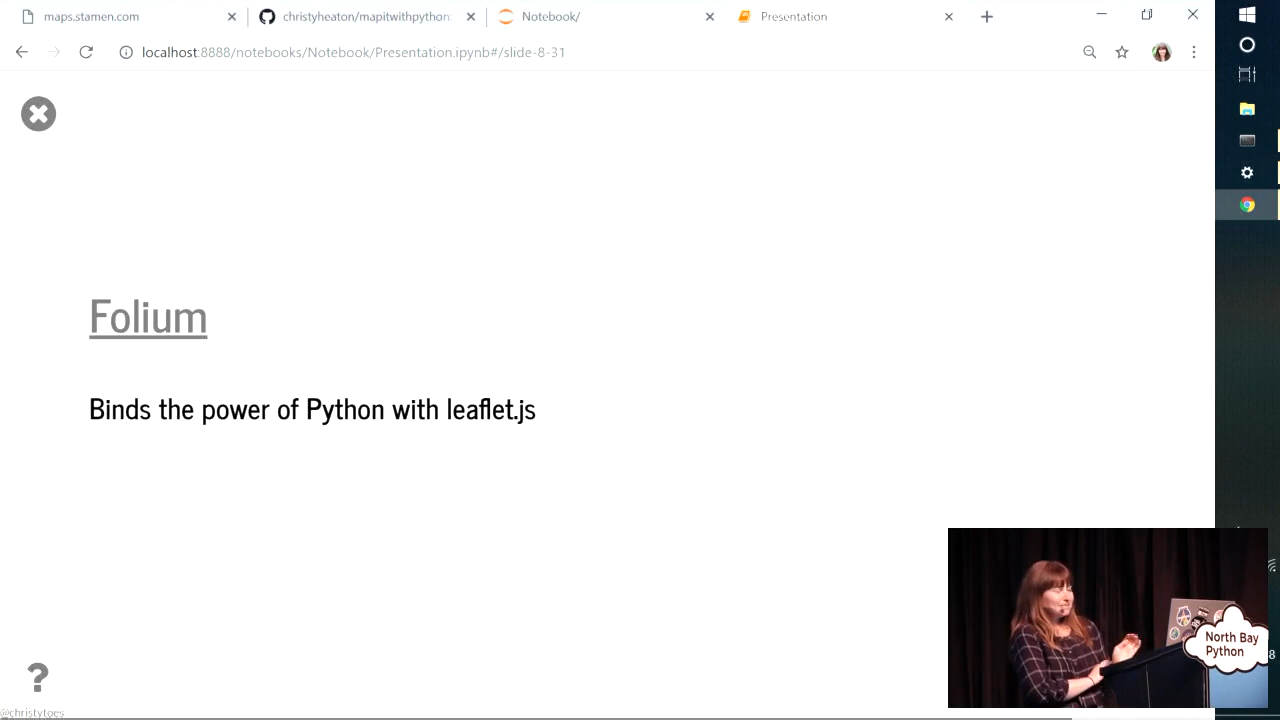 maps.stamen.com
christyheaton/mapitwithpython
Notebook/
Presentation
localhost:8888/notebooks/Notebook/Presentation.ipynb#/slide-8-31
Folium
Binds the power of Python with leaflet.js
?
@christytoes
North Bay
Python
8